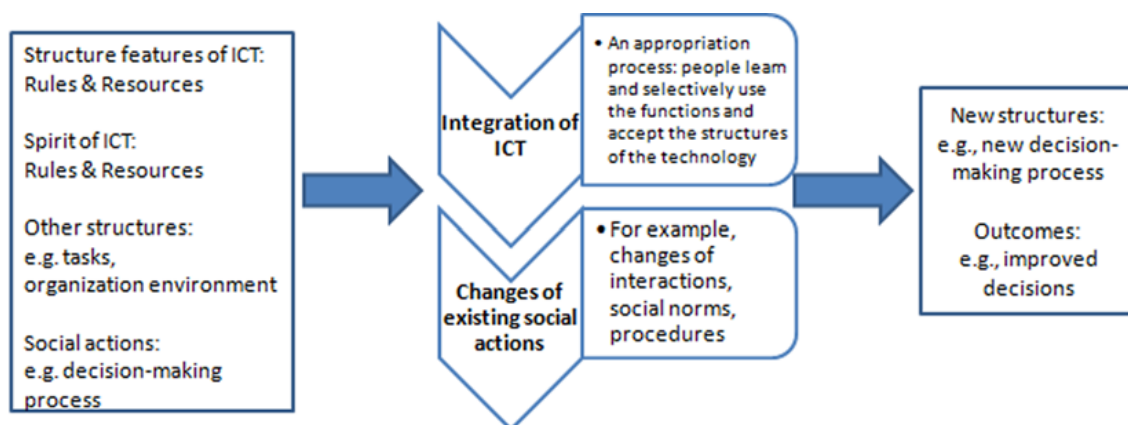 Structure features of ICT:
Rules & Resources
Spirit of ICT:
Rules & Resources
Other structures:
e.g. tasks,
organization environment
Social actions:
e.g. decision-making
process
Integration of
ICT
• An appropriation
process: people learn
and selectively use
the functions and
accept the structures
of the technology
Changes of
existing social
actions
• For example,
changes of
interactions,
social norms,
procedures
New structures:
e.g., new decision-
making process
Outcomes:
e.g., improved
decisions